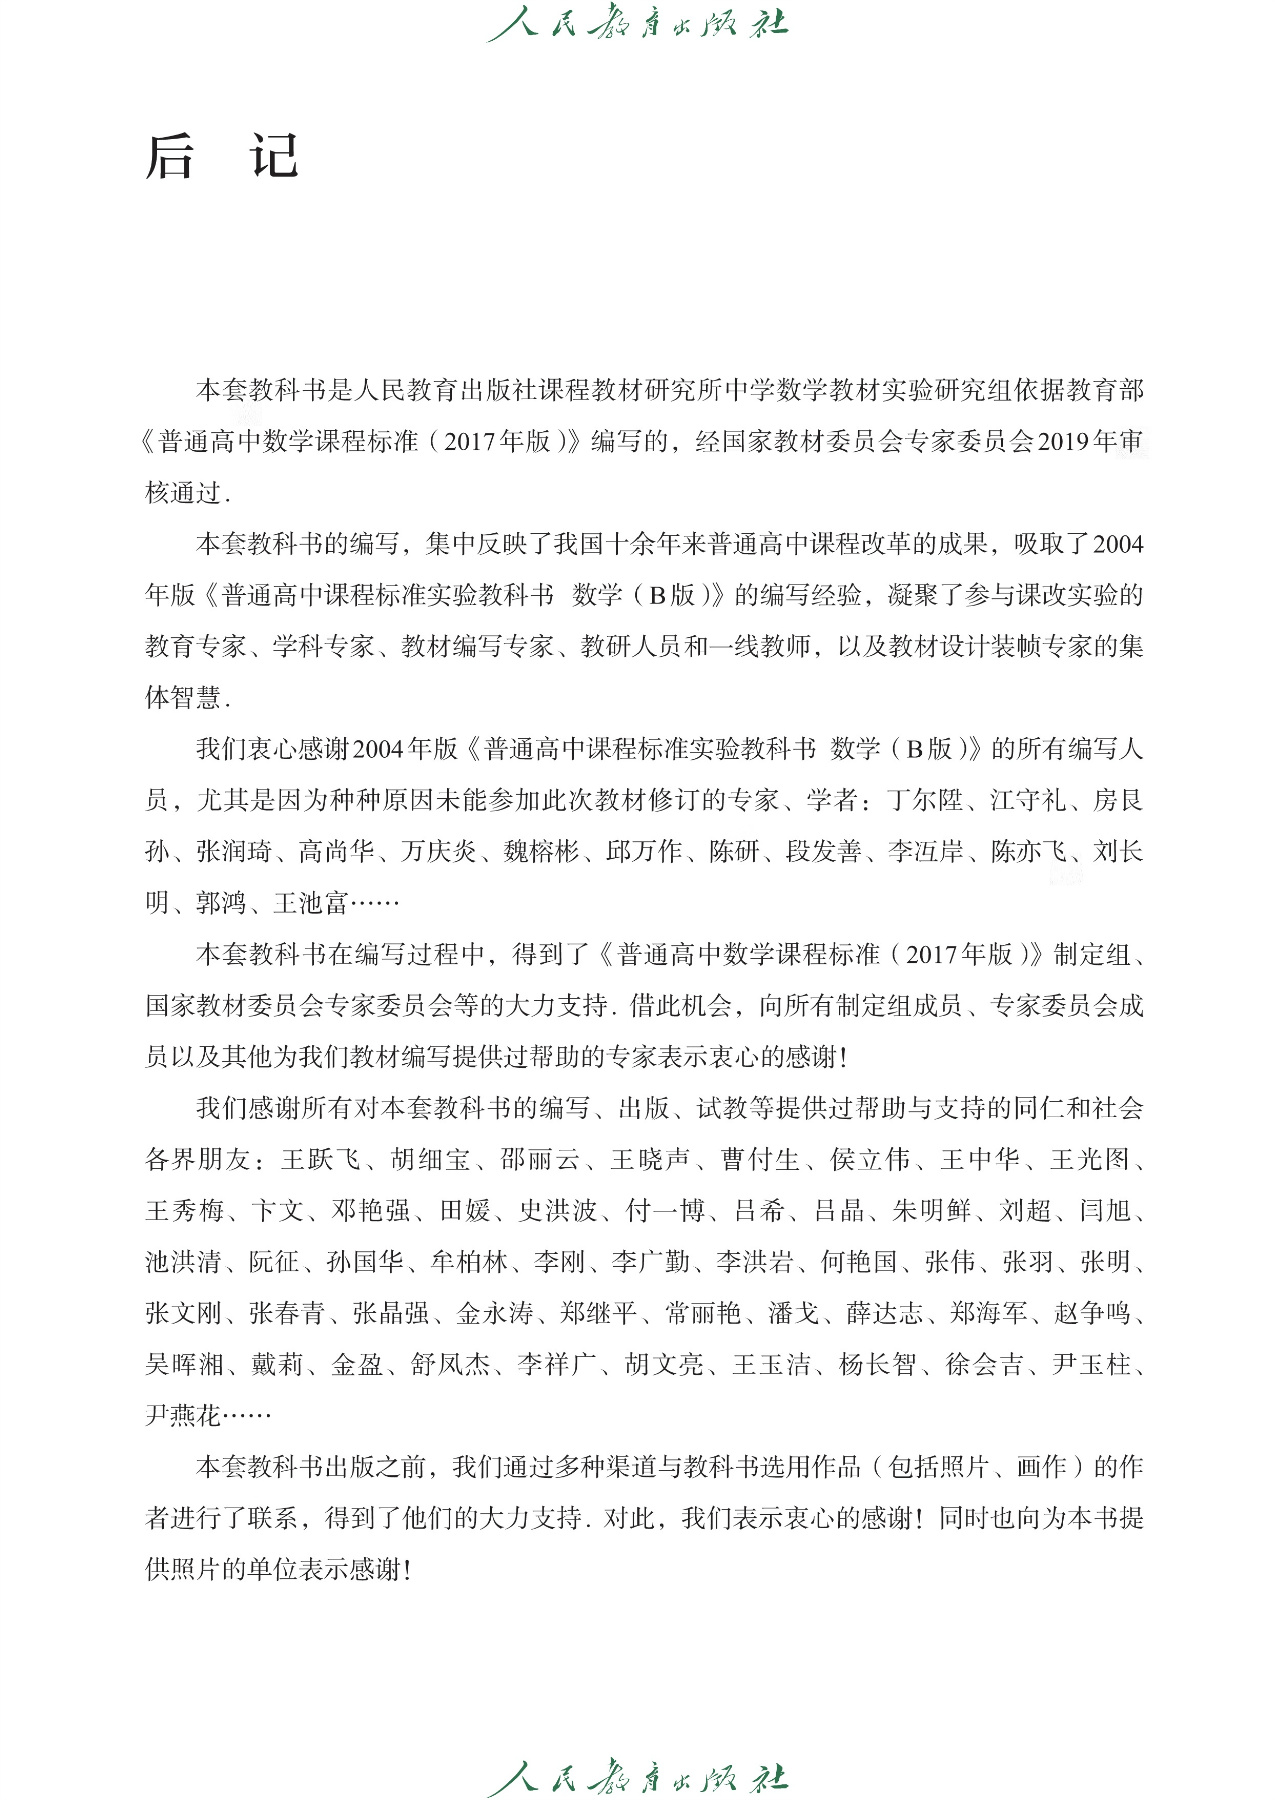 人民教育出版社
后 记
本套教科书是人民教育出版社课程教材研究所中学数学教材实验研究组依据教育部
《普通高中数学课程标准（2017年版）》编写的，经国家教材委员会专家委员会2019年审
核通过．
本套教科书的编写，集中反映了我国十余年来普通高中课程改革的成果，吸取了2004
年版《普通高中课程标准实验教科书 数学（B版）》的编写经验，凝聚了参与课改实验的
教育专家、学科专家、教材编写专家、教研人员和一线教师，以及教材设计装帧专家的集
体智慧．
我们衷心感谢2004年版《普通高中课程标准实验教科书 数学（B版）》的所有编写人
员，尤其是因为种种原因未能参加此次教材修订的专家、学者：丁尔陞、江守礼、房艮
孙、张润琦、高尚华、万庆炎、魏榕彬、邱万作、陈研、段发善、李沍岸、陈亦飞、刘长
明、郭鸿、王池富……
本套教科书在编写过程中，得到了《普通高中数学课程标准（2017年版）》制定组、
国家教材委员会专家委员会等的大力支持．借此机会，向所有制定组成员、专家委员会成
员以及其他为我们教材编写提供过帮助的专家表示衷心的感谢！
我们感谢所有对本套教科书的编写、出版、试教等提供过帮助与支持的同仁和社会
各界朋友：王跃飞、胡细宝、邵丽云、王晓声、曹付生、侯立伟、王中华、王光图、
王秀梅、卞文、邓艳强、田媛、史洪波、付一博、吕希、吕晶、朱明鲜、刘超、闫旭、
池洪清、阮征、孙国华、牟柏林、李刚、李广勤、李洪岩、何艳国、张伟、张羽、张明、
张文刚、张春青、张晶强、金永涛、郑继平、常丽艳、潘戈、薛达志、郑海军、赵争鸣、
吴晖湘、戴莉、金盈、舒凤杰、李祥广、胡文亮、王玉洁、杨长智、徐会吉、尹玉柱、
尹燕花……
本套教科书出版之前，我们通过多种渠道与教科书选用作品（包括照片、画作）的作
者进行了联系，得到了他们的大力支持．对此，我们表示衷心的感谢！同时也向为本书提
供照片的单位表示感谢！
人民教育出版社